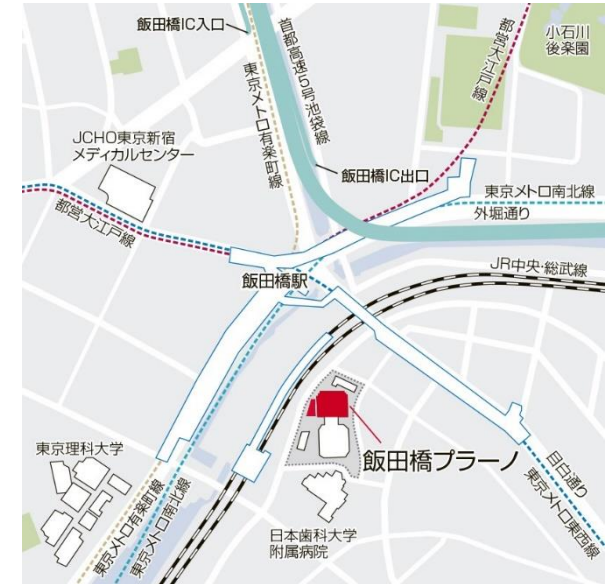 飯田橋IC入口
首都高速5号池袋線
都営大江戸線
小石川
後楽園
東京メトロ有楽町線
JCHO東京新宿
メディカルセンター
飯田橋IC出口
東京メトロ南北線
外堀通り
都営大江戸線
JR中央・総武線
飯田橋駅
東京理科大学
飯田橋プラーノ
目白通り
東京メトロ東西線
東京メトロ有楽町線
東京メトロ南北線
日本歯科大学
附属病院